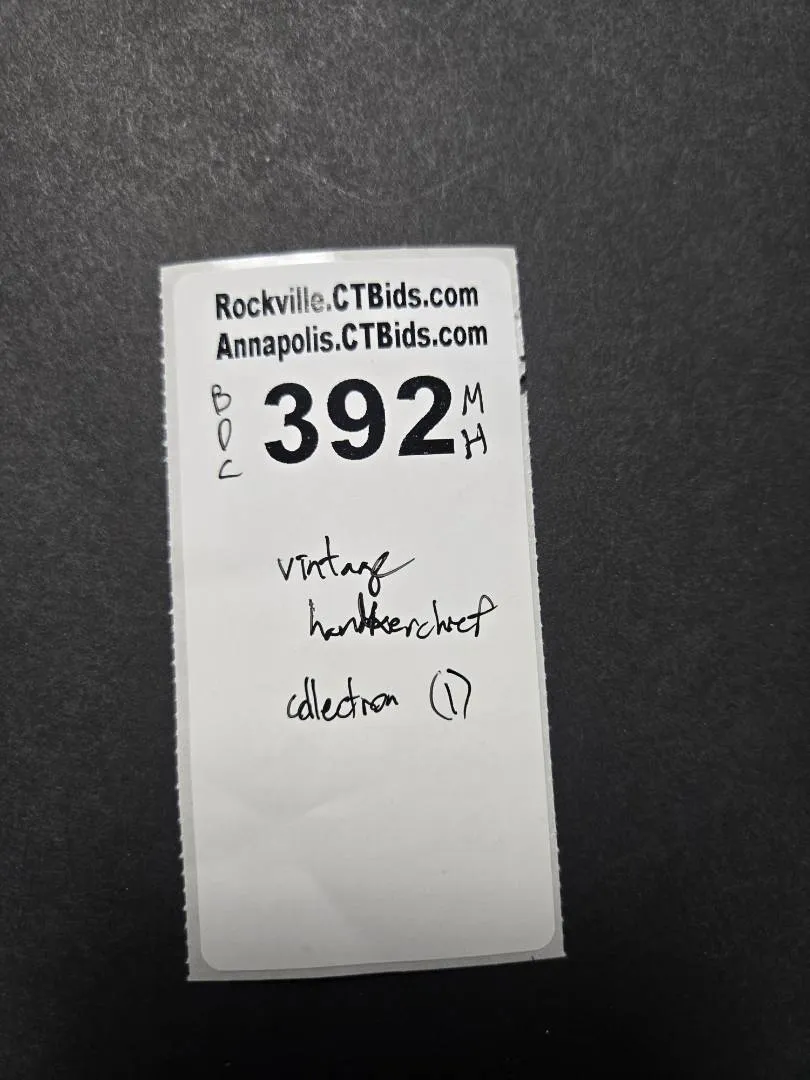 Rockville.CTBids.com
Annapolis.CTBids.com
B D C
392
M H
vintage
handkerchief
collection (1)